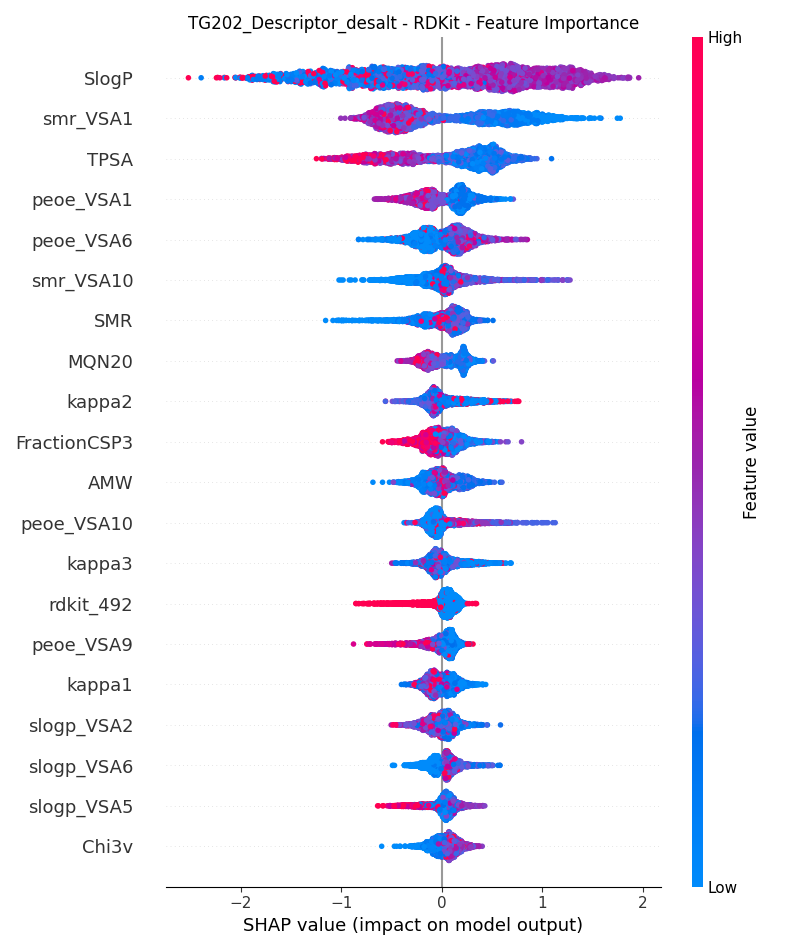 TG202_Descriptor_desalt - RDKit - Feature Importance
High
SlogP
smr_VSA1
TPSA
peoe_VSA1
peoe_VSA6
smr_VSA10
SMR
MQN20
kappa2
FractionCSP3
AMW
peoe_VSA10
kappa3
rdkit_492
peoe_VSA9
kappa1
slogp_VSA2
slogp_VSA6
slogp_VSA5
Chi3v
Feature value
Low
−2 −1 0 1 2
SHAP value (impact on model output)